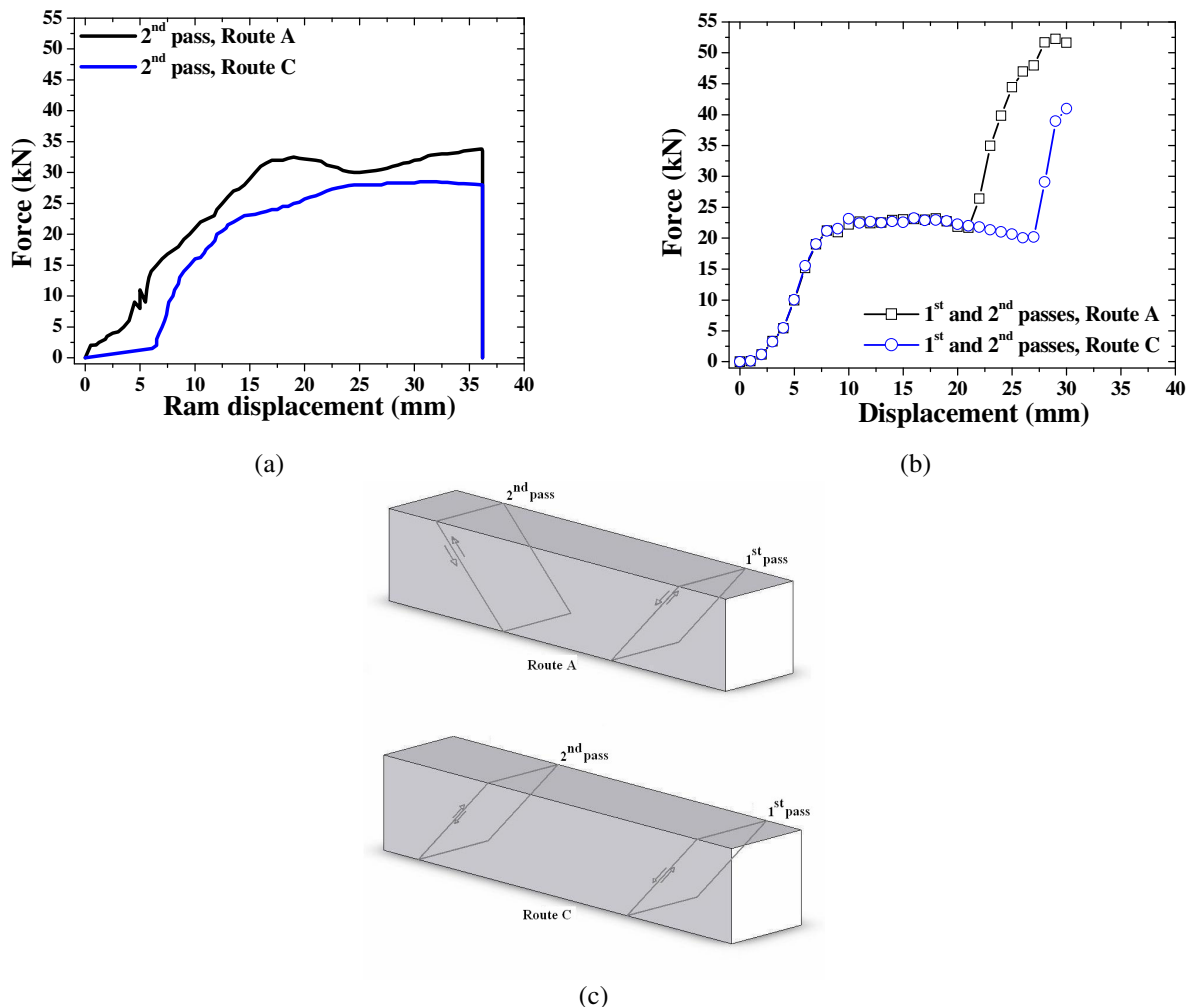 55
50
45
40
35
30
25
20
15
10
5
0
Force (kN)
2nd pass, Route A
2nd pass, Route C
0 5 10 15 20 25 30 35 40
Ram displacement (mm)
(a)
55
50
45
40
35
30
25
20
15
10
5
0
Force (kN)
1st and 2nd passes, Route A
1st and 2nd passes, Route C
0 5 10 15 20 25 30 35 40
Displacement (mm)
(b)
2nd pass
1st pass
Route A
2nd pass
1st pass
Route C
(c)